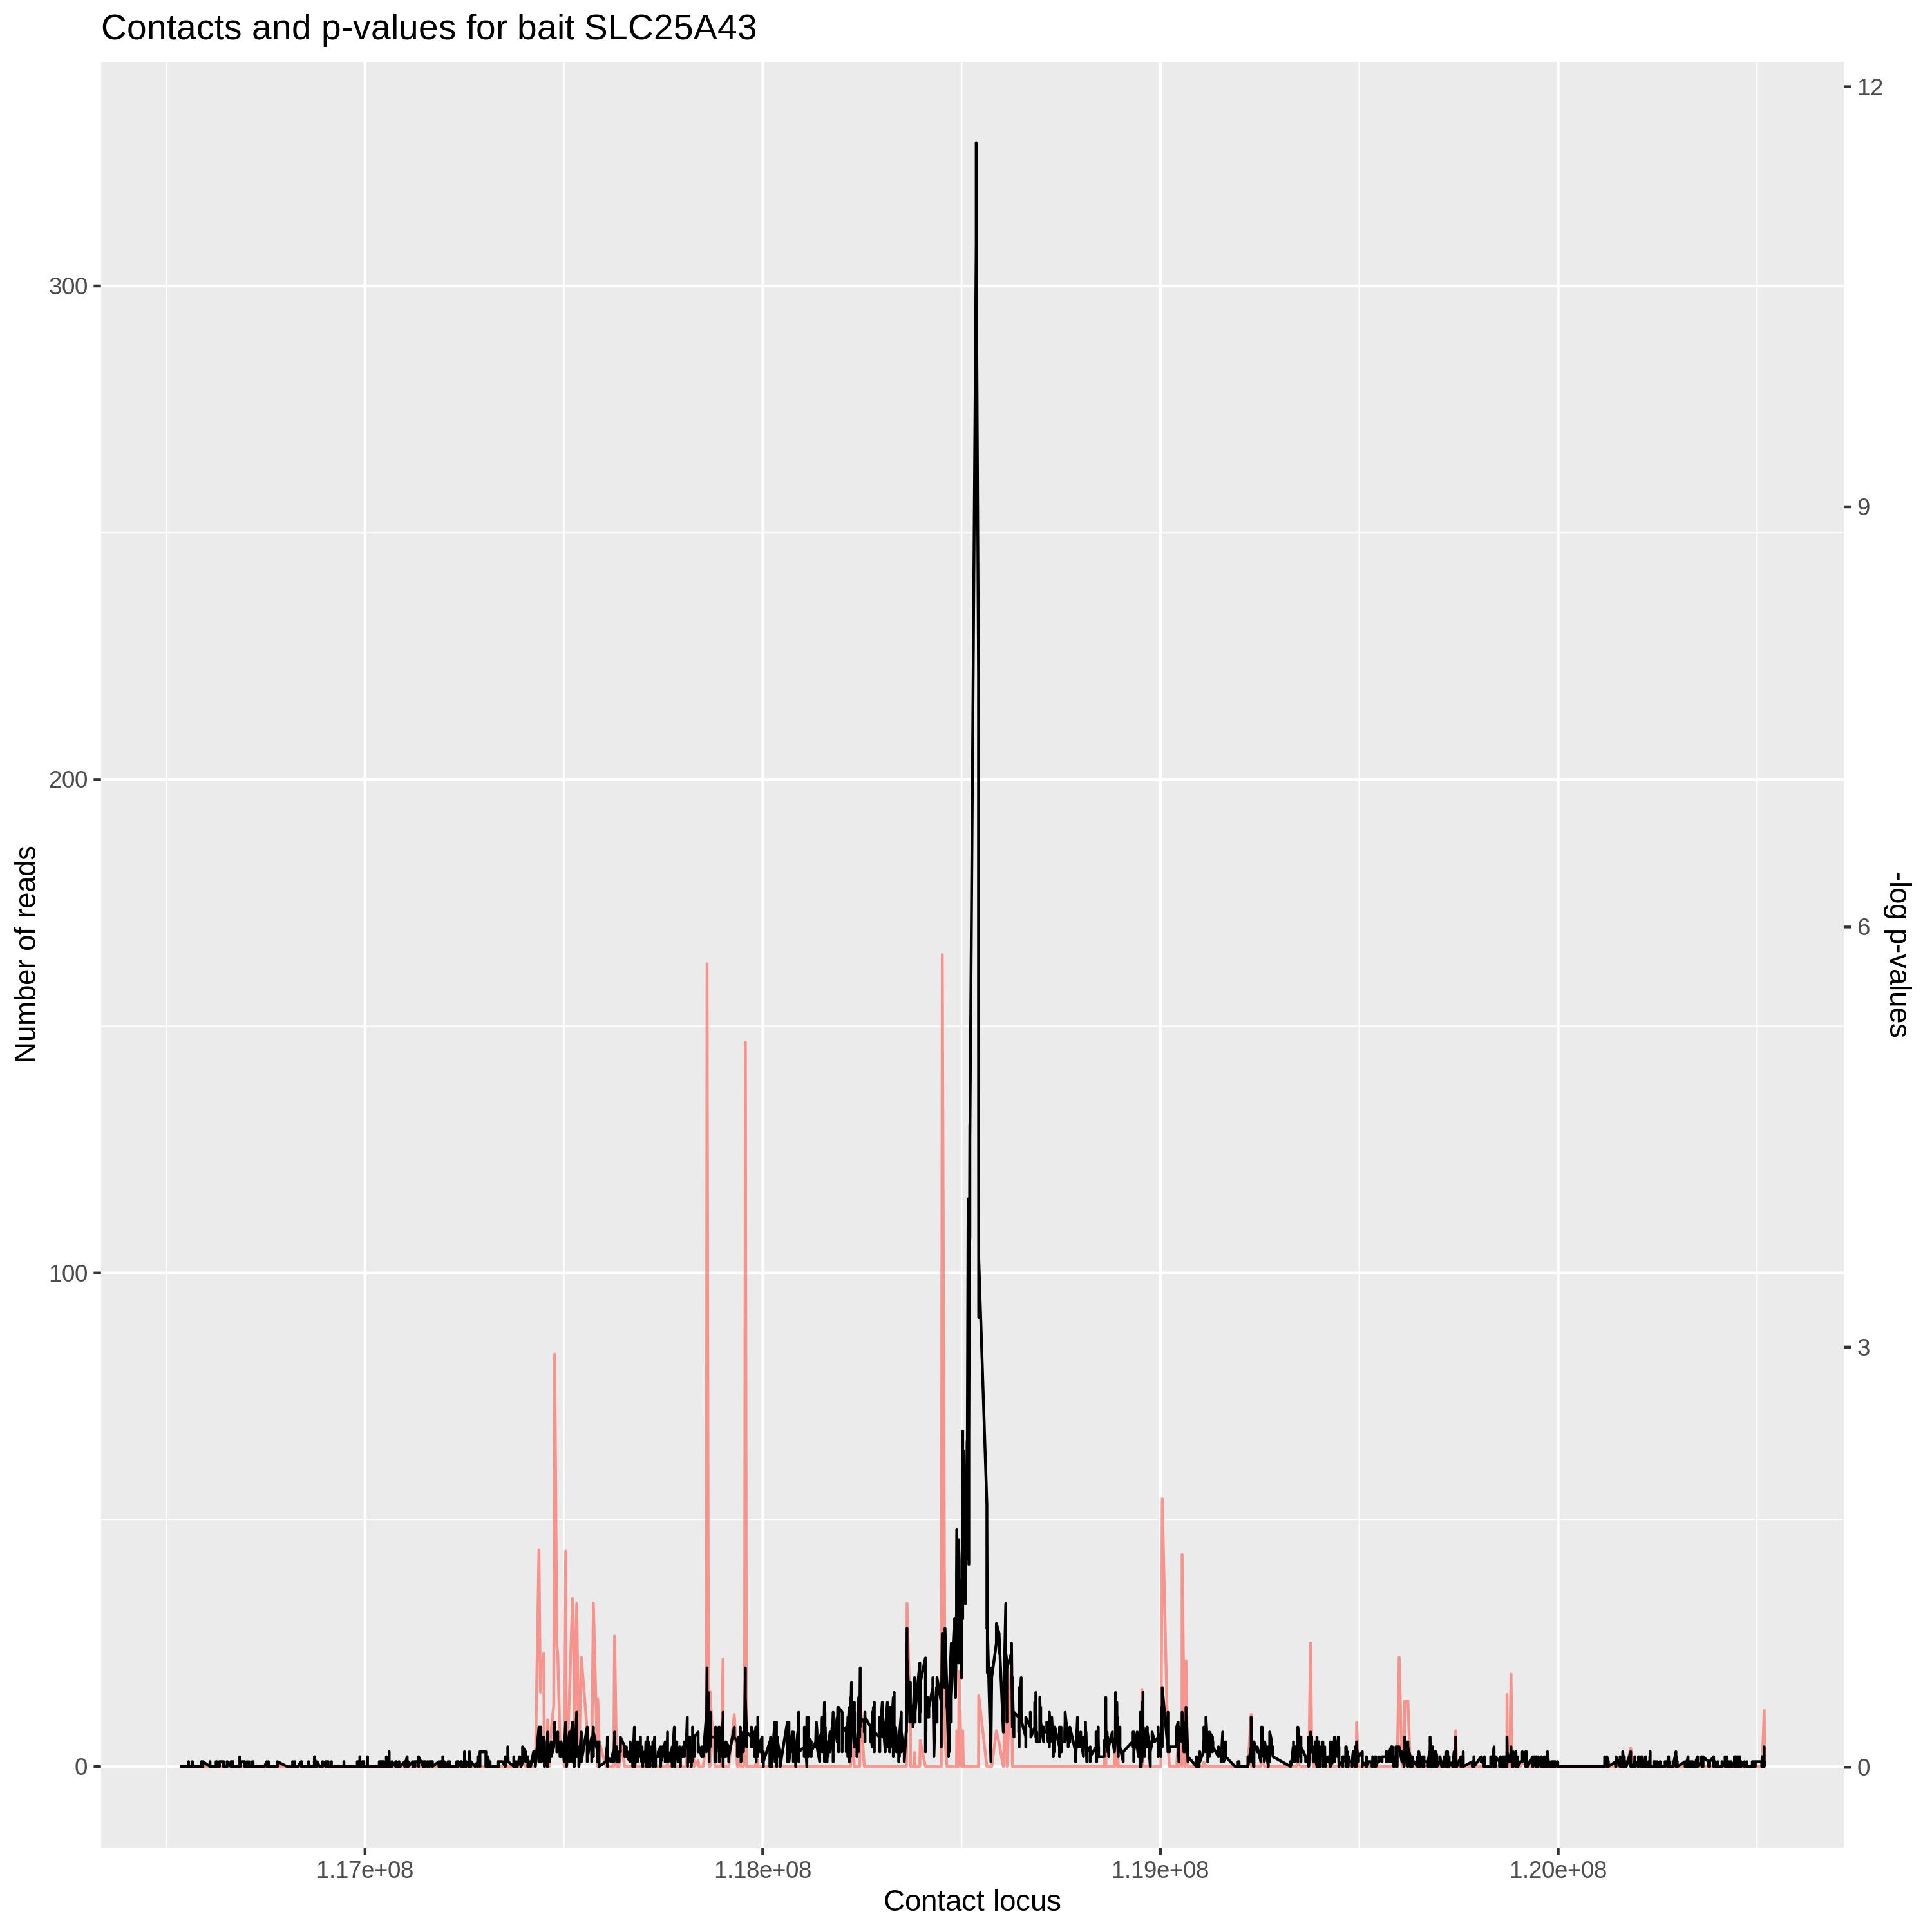 Contacts and p-values for bait SLC25A43
Number of reads
300
200
100
0
12
9
6
3
0
-log p-values
1.17e+08
1.18e+08
1.19e+08
1.20e+08
Contact locus